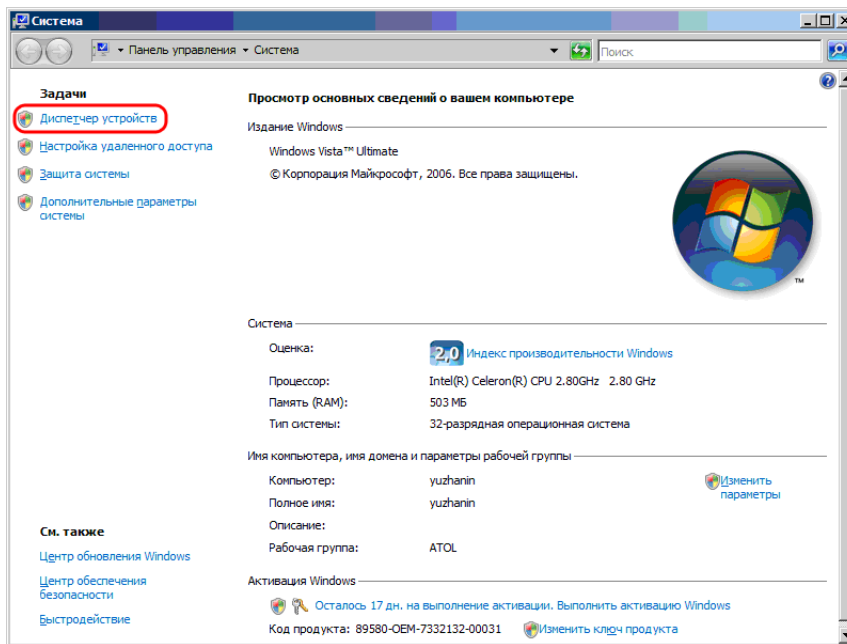 Система
Панель управления Система
Поиск
Задачи
Диспетчер устройств
Настройка удаленного доступа
Защита системы
Дополнительные параметры
системы
Просмотр основных сведений о вашем компьютере
Издание Windows
Windows Vista™ Ultimate
© Корпорация Майкрософт, 2006. Все права защищены.
TM
Система
Оценка: 2,0 Индекс производительности Windows
Процессор: Intel(R) Celeron(R) CPU 2.80GHz 2.80 GHz
Память (RAM): 503 МБ
Тип системы: 32-разрядная операционная система
Имя компьютера, имя домена и параметры рабочей группы
Компьютер: yuzhanin Изменить
параметры
Полное имя: yuzhanin
Описание:
Рабочая группа: ATOL
См. также
Центр обновления Windows
Центр обеспечения
безопасности
Быстродействие
Активация Windows
Осталось 17 дн. на выполнение активации. Выполнить активацию Windows
Код продукта: 89580-OEM-7332132-00031 Изменить ключ продукта